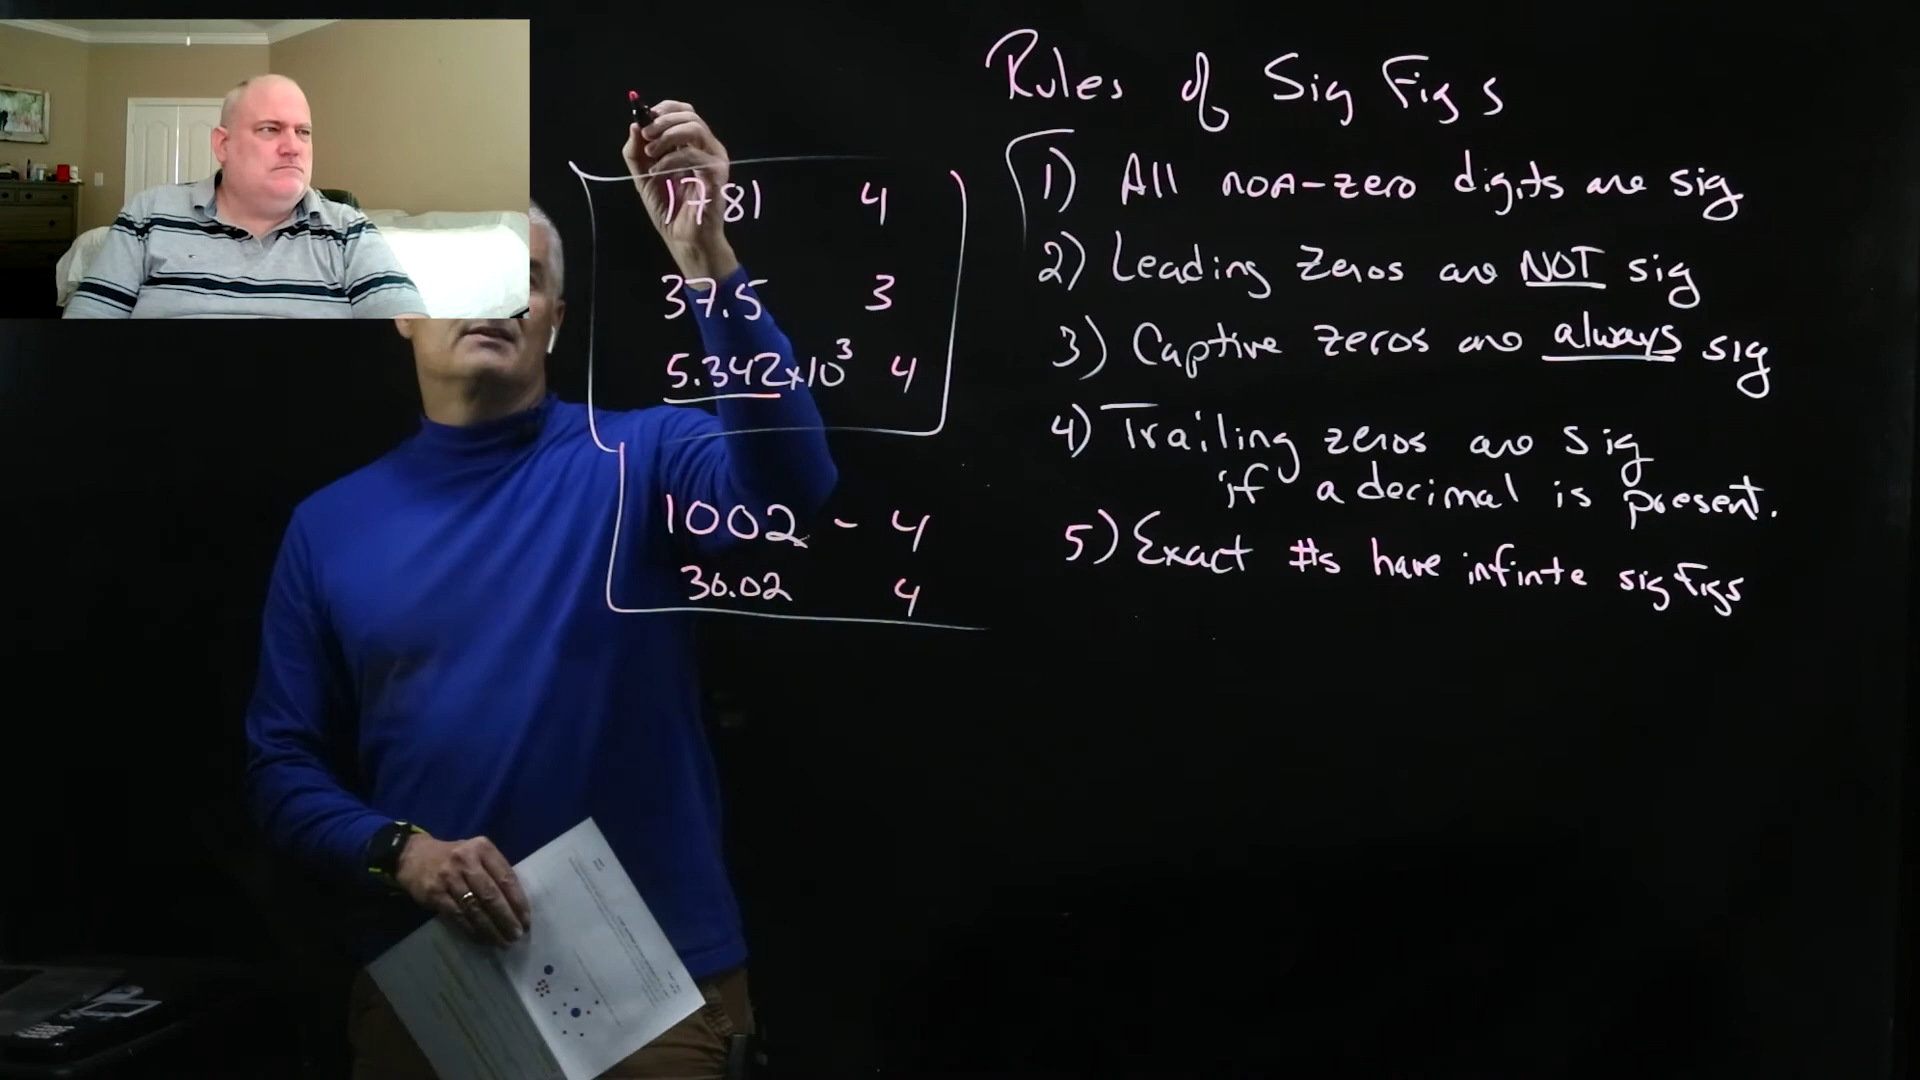 Rules of Sig Figs
1) All non-zero digits are sig
2) Leading Zeros are NOT sig
3) Captive zeros are always sig
4) Trailing zeros are sig
if a decimal is present.
5) Exact #s have infinte sig figs
1781 4
37.5 3
5.342x10³ 4
1002 - 4
30.02 4